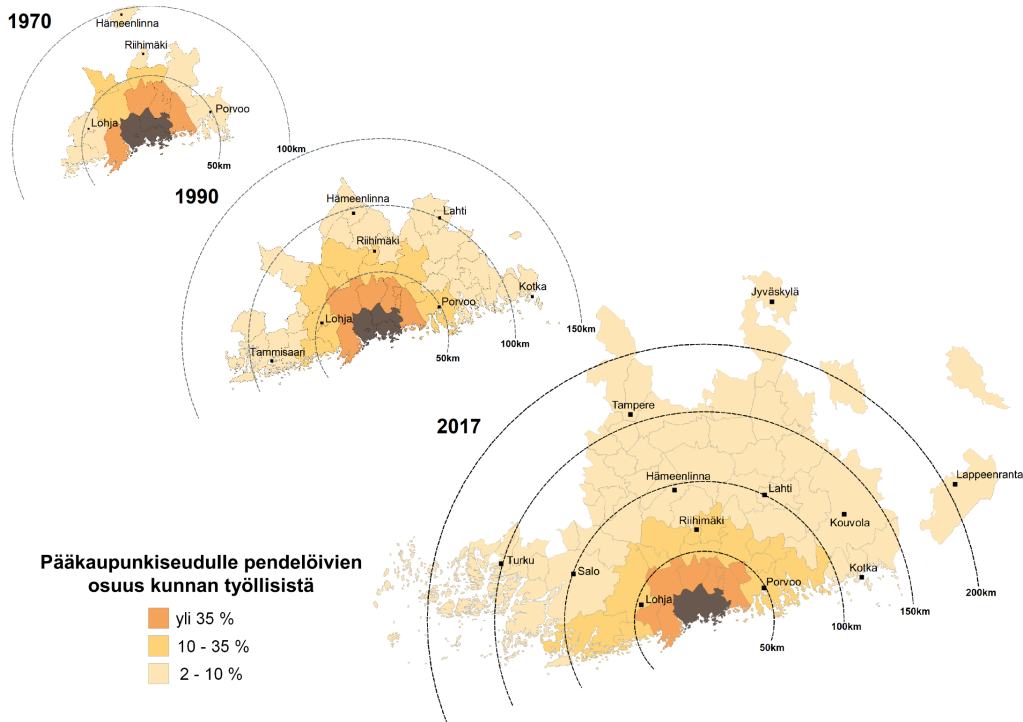 1970
Hämeenlinna
Riihimäki
Porvoo
Lohja
50km
100km
1990
Hämeenlinna
Lahti
Riihimäki
Kotka
Porvoo
Lohja
Tammisaari
50km
100km
150km
2017
Jyväskylä
Tampere
Lappeenranta
Hämeenlinna
Lahti
Kouvola
Riihimäki
Turku
Salo
Kotka
Porvoo
Lohja
50km
100km
150km
200km
Pääkaupunkiseudulle pendelöivien
osuus kunnan työllisistä
yli 35 %
10 - 35 %
2 - 10 %